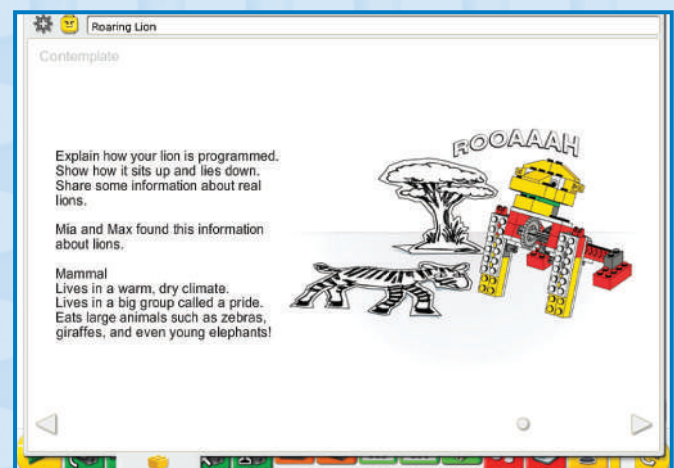 Roaring Lion
Contemplate
ROOAAAH
Explain how your lion is programmed.
Show how it sits up and lies down.
Share some information about real
lions.
Mia and Max found this information
about lions.
Mammal
Lives in a warm, dry climate.
Lives in a big group called a pride.
Eats large animals such as zebras,
giraffes, and even young elephants!